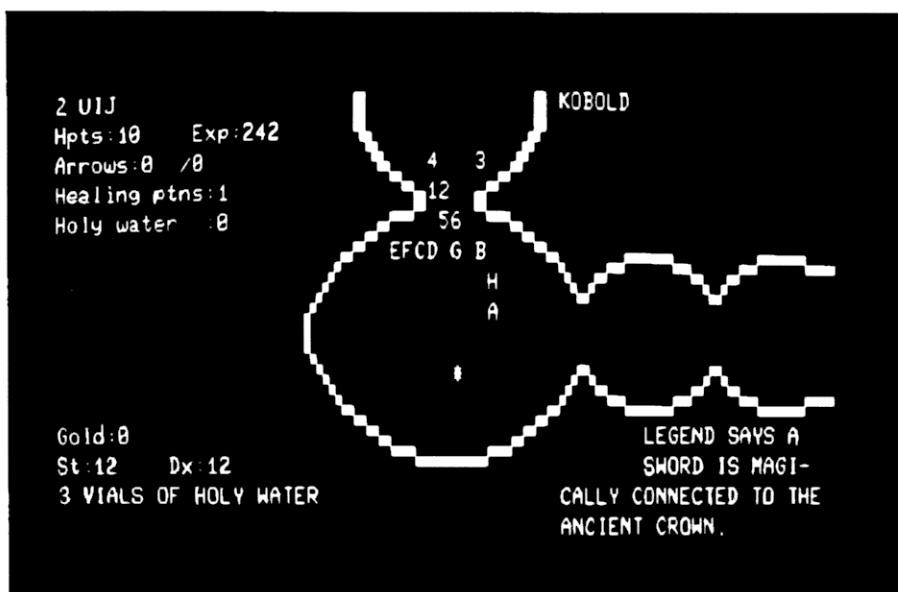 2 UIJ
Hpts:10 Exp:242
Arrows:0 /0
Healing ptns:1
Holy water :0
KOBOLD
4 3
12
56
EFCD G B
H
A
Gold:0
St:12 Dx:12
3 VIALS OF HOLY WATER
LEGEND SAYS A
SWORD IS MAGI-
CALLY CONNECTED TO THE
ANCIENT CROWN.